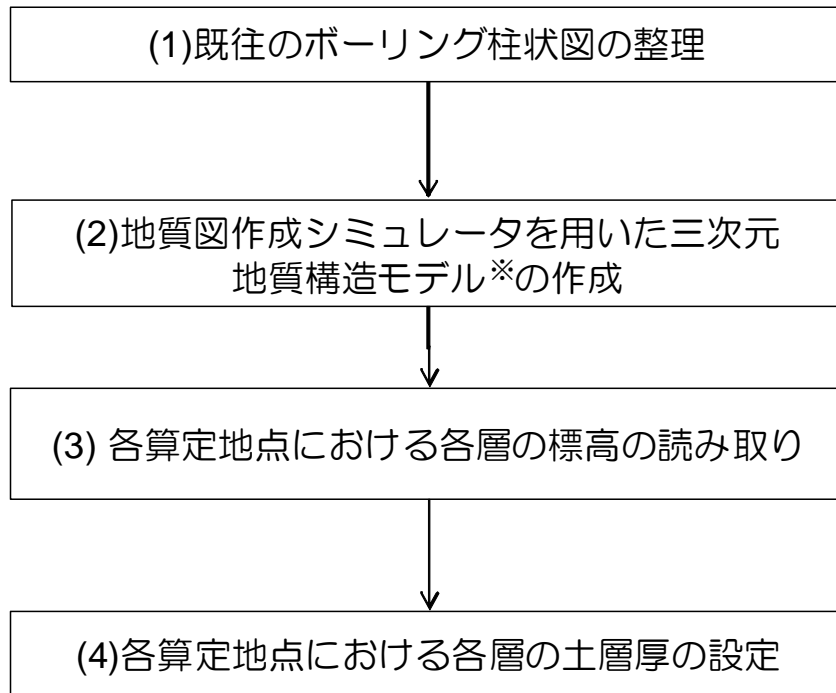 (1)既往のボーリング柱状図の整理
(2)地質図作成シミュレータを用いた三次元
地質構造モデル※の作成
(3) 各算定地点における各層の標高の読み取り
(4)各算定地点における各層の土層厚の設定